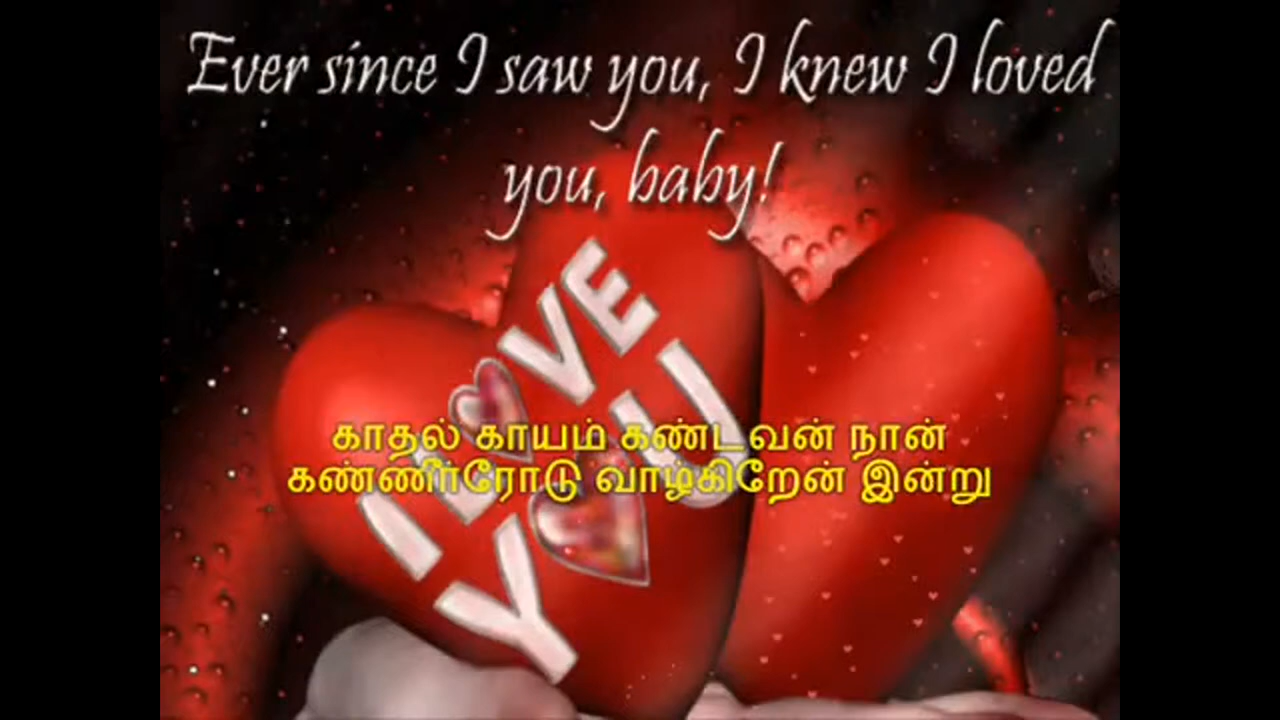 Ever since I saw you, I knew I loved
you, baby!
I LOVE
YOU
காதல் காயம் கண்டவன் நான்
கண்ணீர்ரோடு வாழ்கிறேன் இன்று